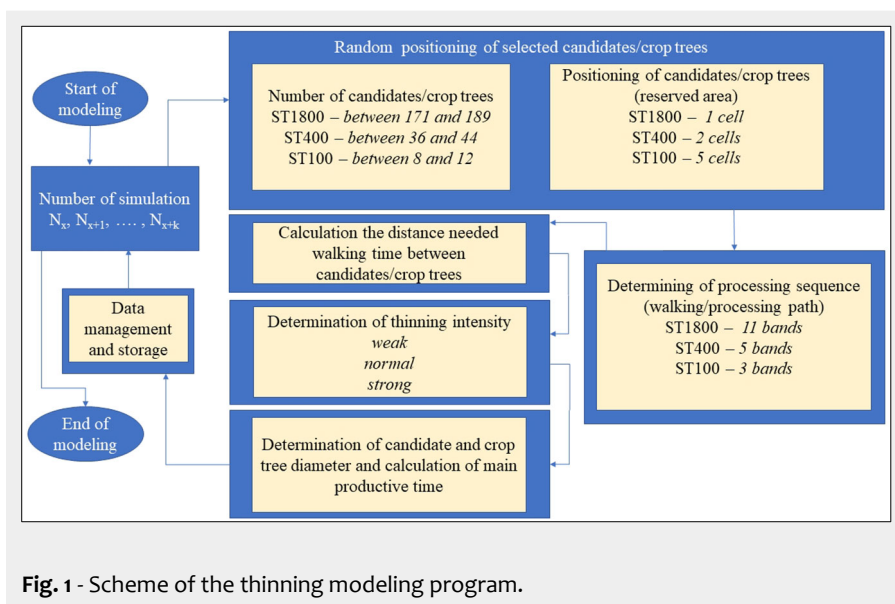 Random positioning of selected candidates/crop trees
Start of
modeling
Number of candidates/crop trees
ST1800 – between 171 and 189
ST400 – between 36 and 44
ST100 – between 8 and 12
Positioning of candidates/crop trees
(reserved area)
ST1800 – 1 cell
ST400 – 2 cells
ST100 – 5 cells
Number of simulation
Nx, Nx+1, …. , Nx+k
Calculation the distance needed
walking time between
candidates/crop trees
Determining of processing sequence
(walking/processing path)
ST1800 – 11 bands
ST400 – 5 bands
ST100 – 3 bands
Data
management
and storage
Determination of thinning intensity
weak
normal
strong
End of
modeling
Determination of candidate and crop
tree diameter and calculation of main
productive time
Fig. 1 - Scheme of the thinning modeling program.